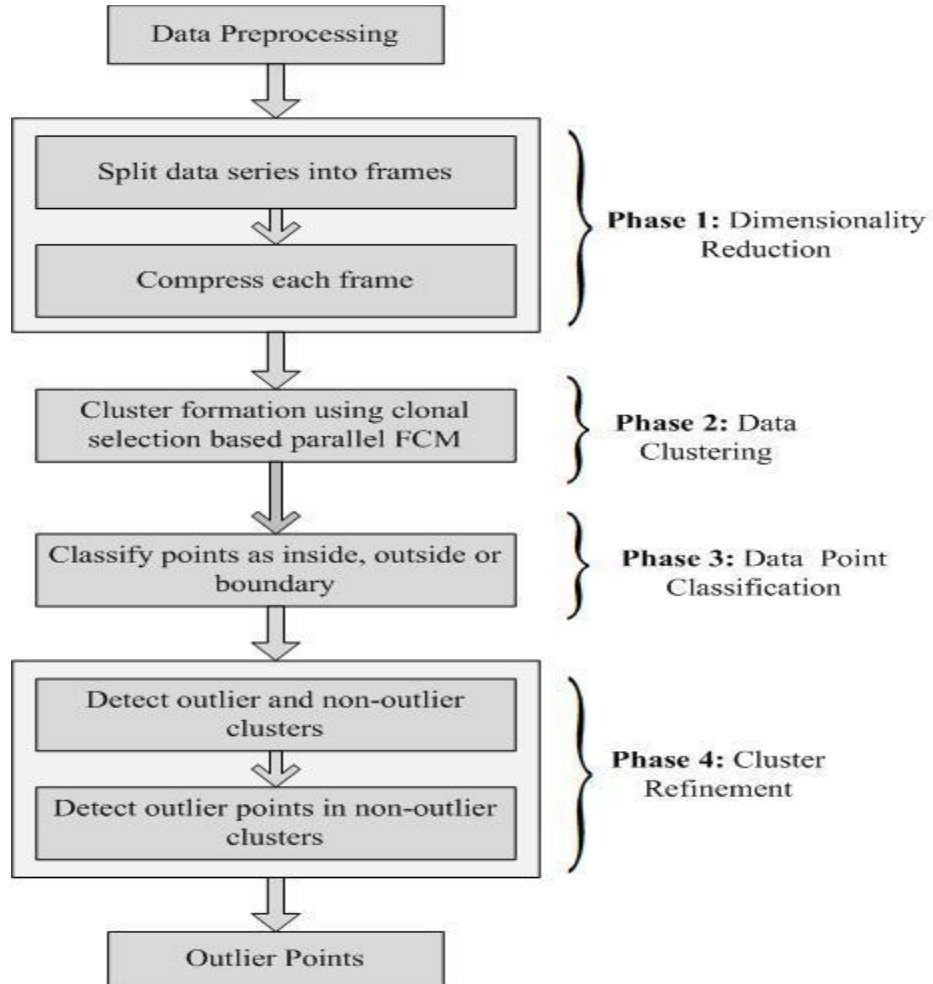 Data Preprocessing
Split data series into frames
Compress each frame
Phase 1: Dimensionality
Reduction
Cluster formation using clonal
selection based parallel FCM
Phase 2: Data
Clustering
Classify points as inside, outside or
boundary
Phase 3: Data Point
Classification
Detect outlier and non-outlier
clusters
Detect outlier points in non-outlier
clusters
Phase 4: Cluster
Refinement
Outlier Points